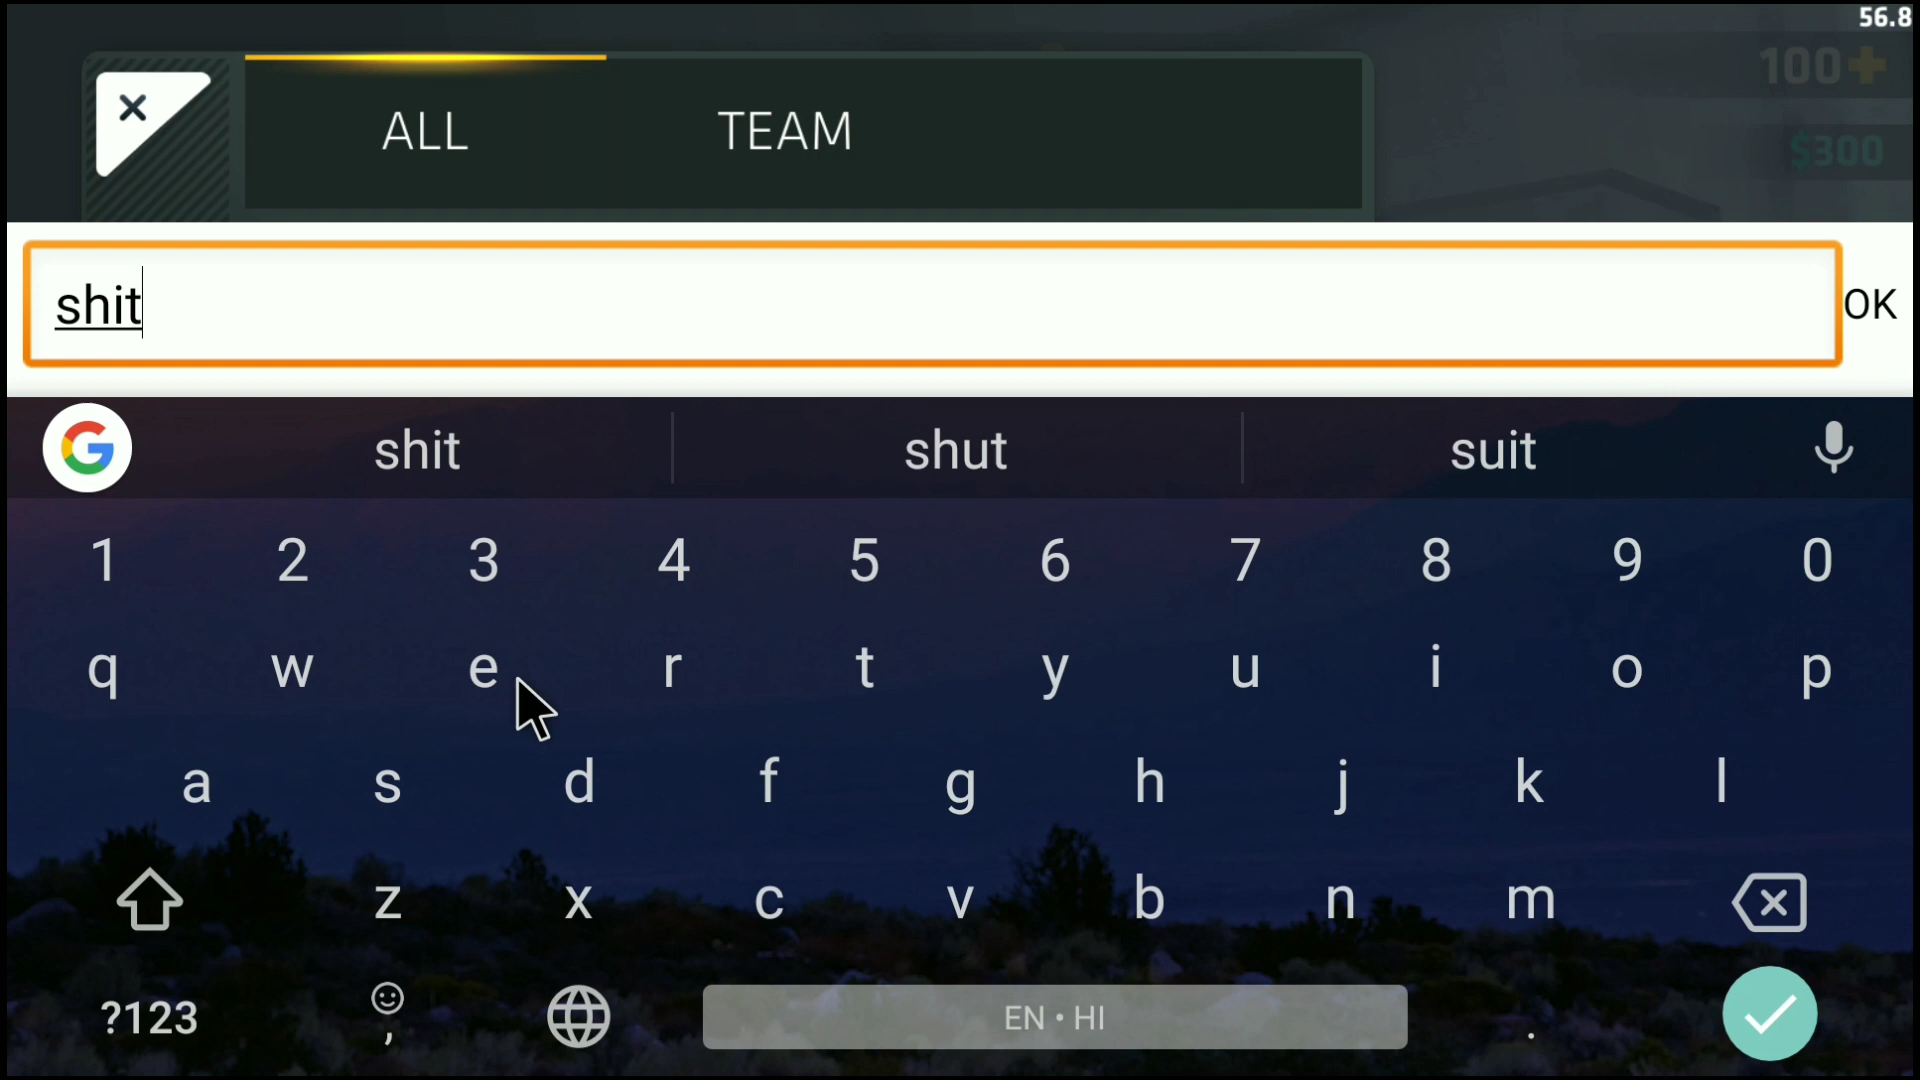 56.8
100+
ALL TEAM
$300
shit OK
shit shut suit
1 2 3 4 5 6 7 8 9 0
q w e r t y u i o p
a s d f g h j k l
z x c v b n m
?123 , EN • HI .